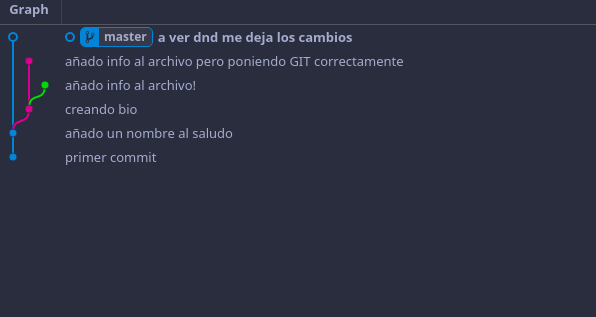 Graph
master a ver dnd me deja los cambios
añado info al archivo pero poniendo GIT correctamente
añado info al archivo!
creando bio
añado un nombre al saludo
primer commit